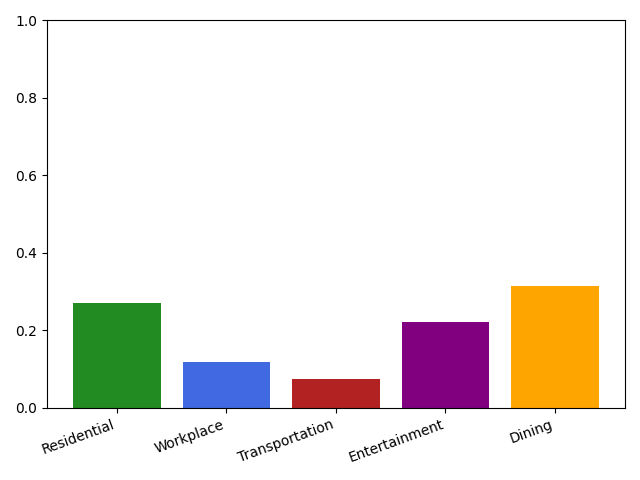 1.0
0.8
0.6
0.4
0.2
0.0
Residential
Workplace
Transportation
Entertainment
Dining